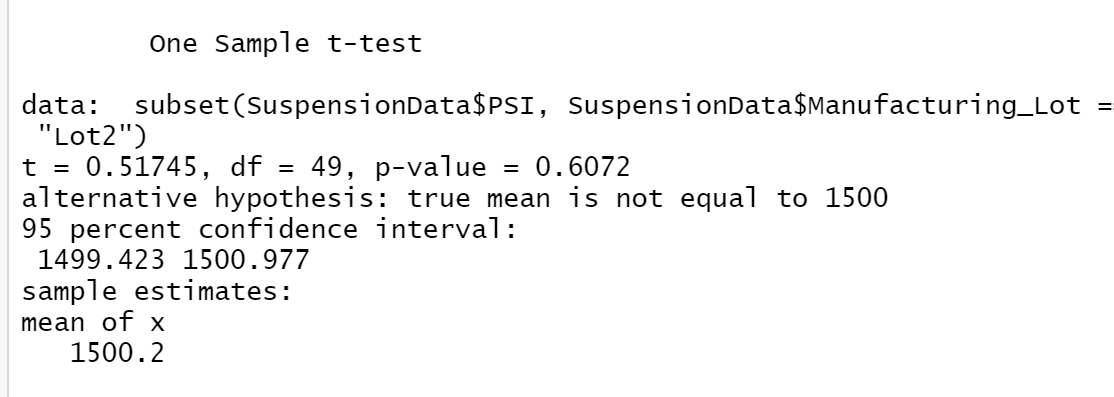 One Sample t-test
data:  subset(SuspensionData$PSI, SuspensionData$Manufacturing_Lot ==
"Lot2")
t = 0.51745, df = 49, p-value = 0.6072
alternative hypothesis: true mean is not equal to 1500
95 percent confidence interval:
1499.423 1500.977
sample estimates:
mean of x
1500.2